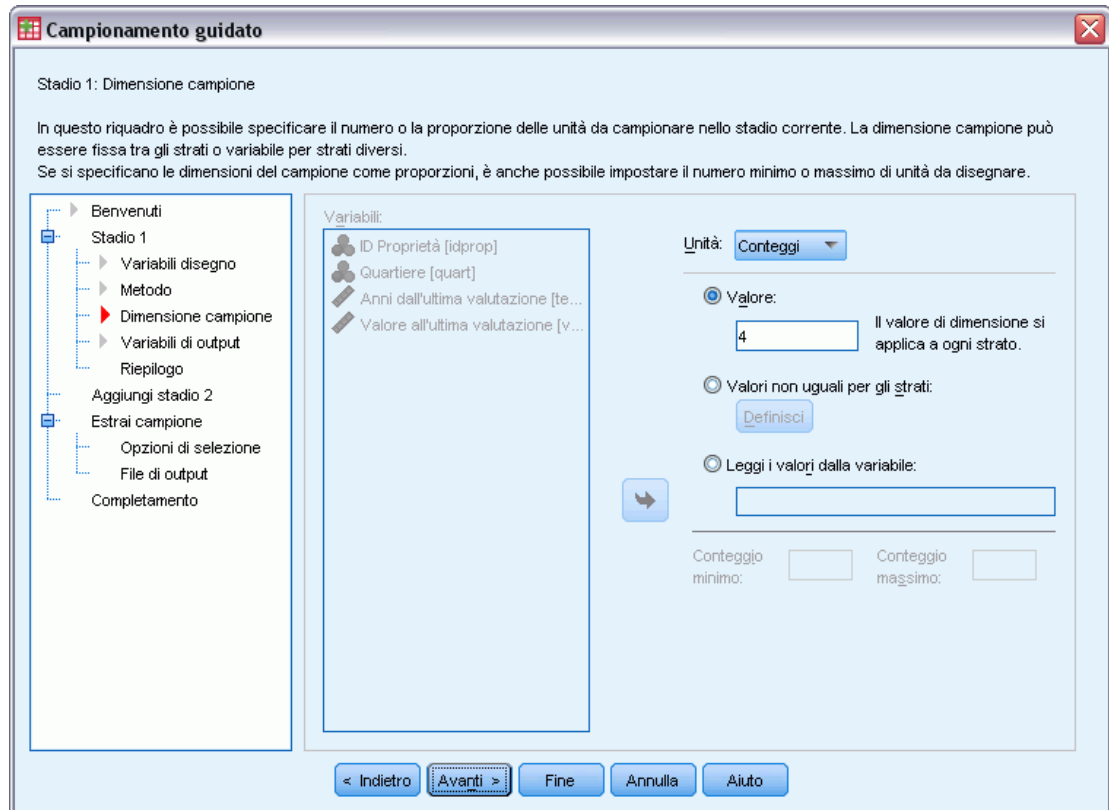 Campionamento guidato
Stadio 1: Dimensione campione
In questo riquadro è possibile specificare il numero o la proporzione delle unità da campionare nello stadio corrente. La dimensione campione può
essere fissa tra gli strati o variabile per strati diversi.
Se si specificano le dimensioni del campione come proporzioni, è anche possibile impostare il numero minimo o massimo di unità da disegnare.
Benvenuti
Stadio 1
Variabili disegno
Metodo
Dimensione campione
Variabili di output
Riepilogo
Aggiungi stadio 2
Estrai campione
Opzioni di selezione
File di output
Completamento
Variabili:
ID Proprietà [idprop]
Quartiere [quart]
Anni dall'ultima valutazione [te...
Valore all'ultima valutazione [v...
Unità: Conteggi
Valore:
4
Il valore di dimensione si
applica a ogni strato.
Valori non uguali per gli strati:
Definisci
Leggi i valori dalla variabile:
Conteggio
minimo:
Conteggio
massimo:
< Indietro Avanti > Fine Annulla Aiuto